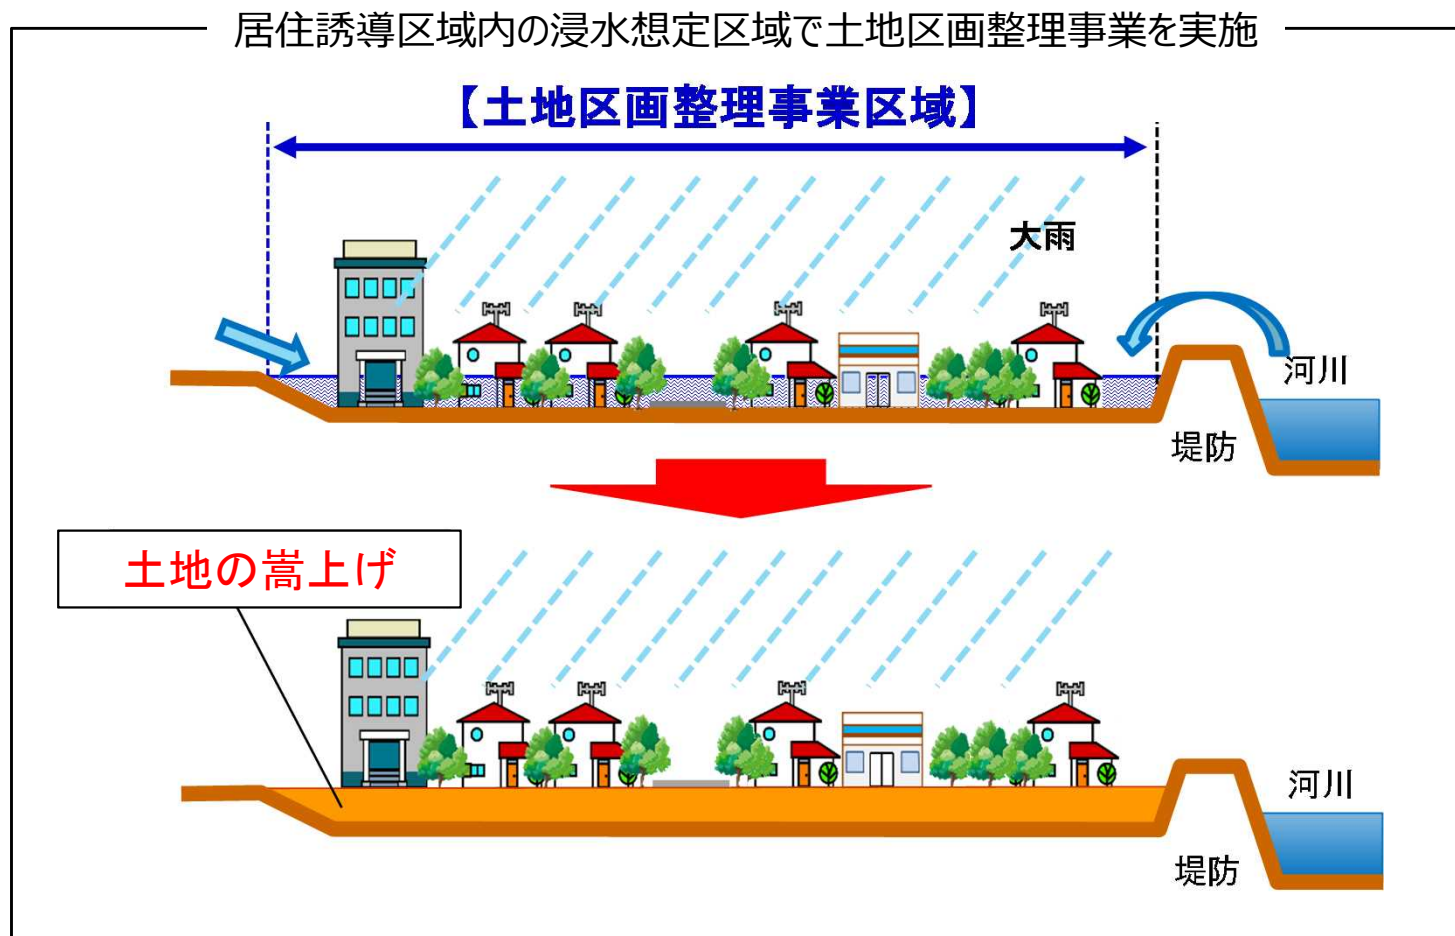 居住誘導区域内の浸水想定区域で土地区画整理事業を実施
【土地区画整理事業区域】
大雨
河川
堤防
土地の嵩上げ
河川
堤防